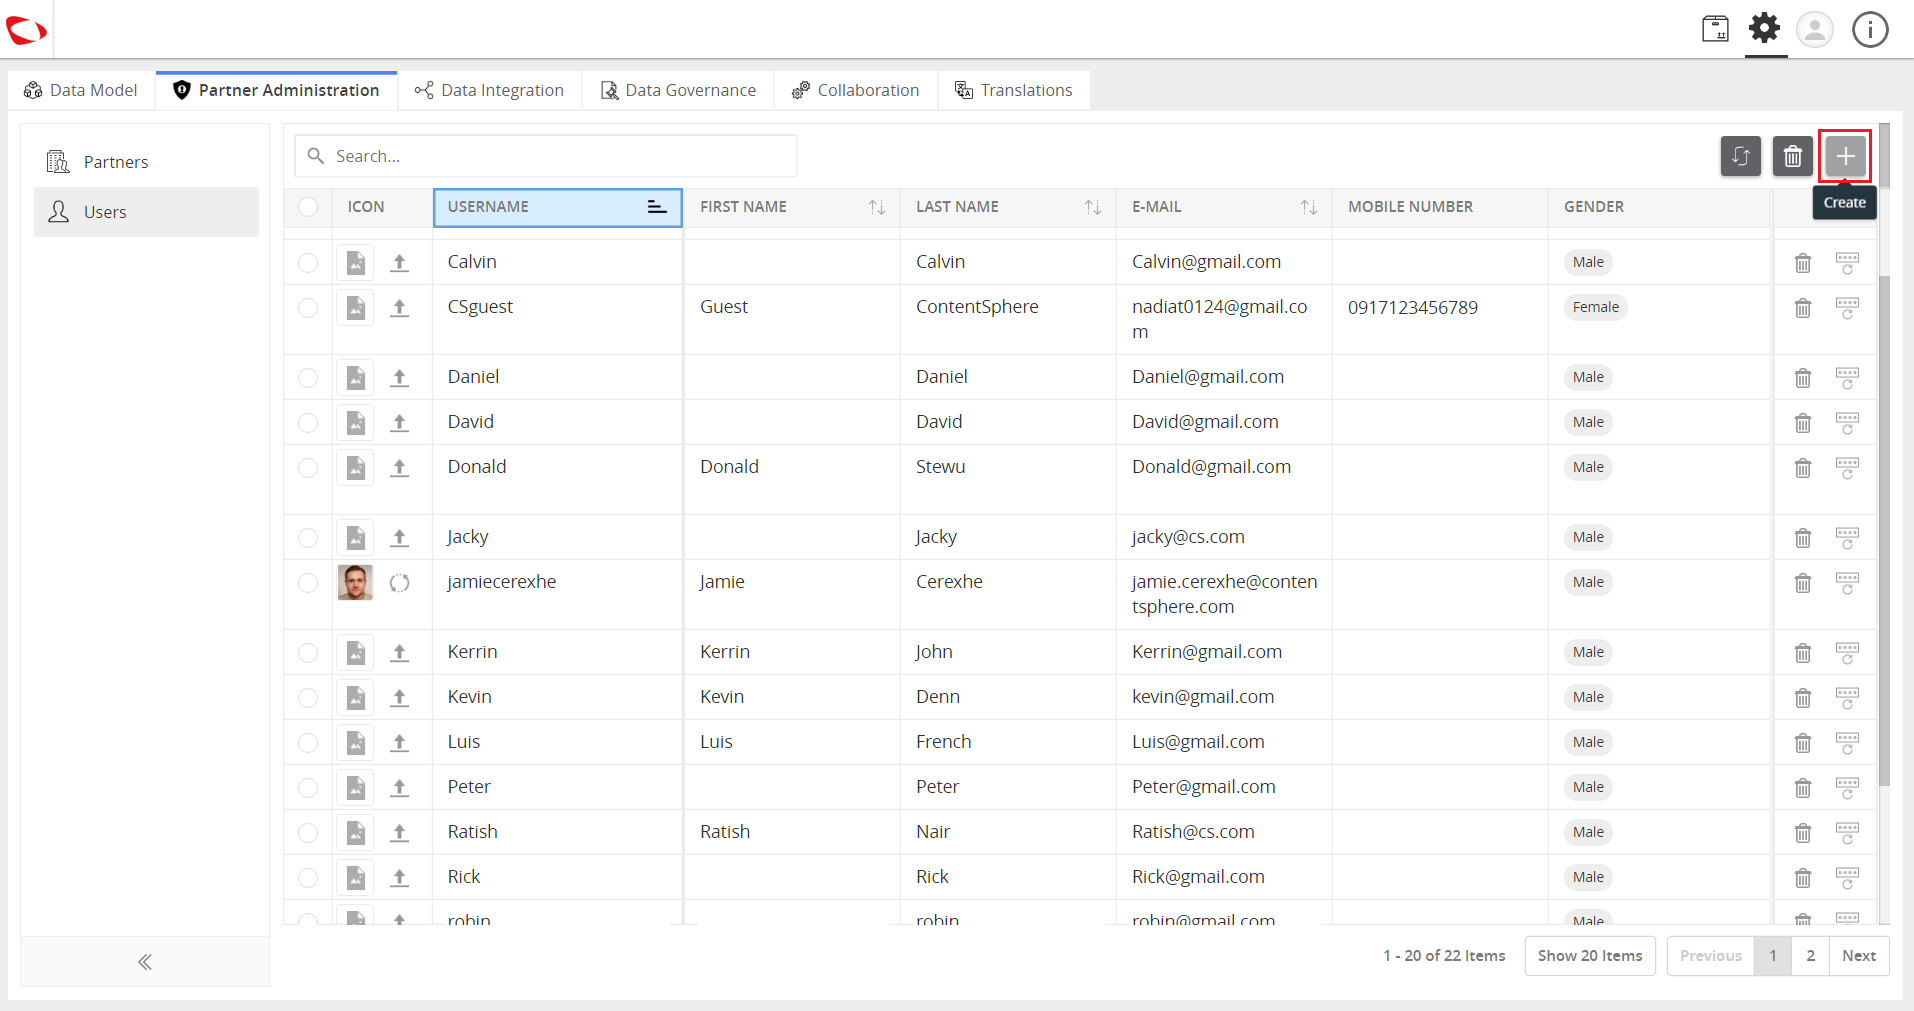 Data Model Partner Administration Data Integration Data Governance Collaboration Translations
Partners
Users
Search...
Create
ICON USERNAME FIRST NAME LAST NAME E-MAIL MOBILE NUMBER GENDER
Calvin Calvin Calvin@gmail.com Male
CSguest Guest ContentSphere nadiat0124@gmail.co 0917123456789 Female
m
Daniel Daniel Daniel@gmail.com Male
David David David@gmail.com Male
Donald Donald Stewu Donald@gmail.com Male
Jacky Jacky jacky@cs.com Male
jamiecerexhe Jamie Cerexhe jamie.cerexhe@conten Male
tsphere.com
Kerrin Kerrin John Kerrin@gmail.com Male
Kevin Kevin Denn kevin@gmail.com Male
Luis Luis French Luis@gmail.com Male
Peter Peter Peter@gmail.com Male
Ratish Ratish Nair Ratish@cs.com Male
Rick Rick Rick@gmail.com Male
robin robin robin@gmail.com Male
1 - 20 of 22 Items Show 20 Items Previous 1 2 Next